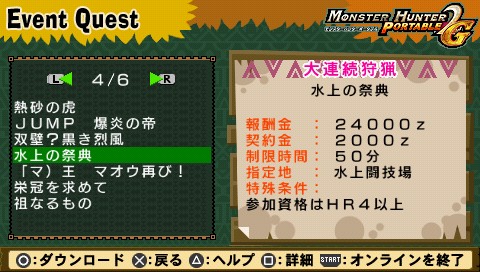 Event Quest
MONSTER HUNTER
PORTABLE 2nd G
L 4/6 R
熱砂の虎
JUMP 爆炎の帝
双壁?黒き烈風
水上の祭典
「マ)王 マオウ再び!
栄冠を求めて
祖なるもの
大連続狩猟
水上の祭典
報酬金 : 24000z
契約金 : 2000z
制限時間: 50分
指定地 : 水上闘技場
特殊条件:
参加資格はHR4以上
○:ダウンロード ×:戻る △:ヘルプ □:詳細 START:オンラインを終了